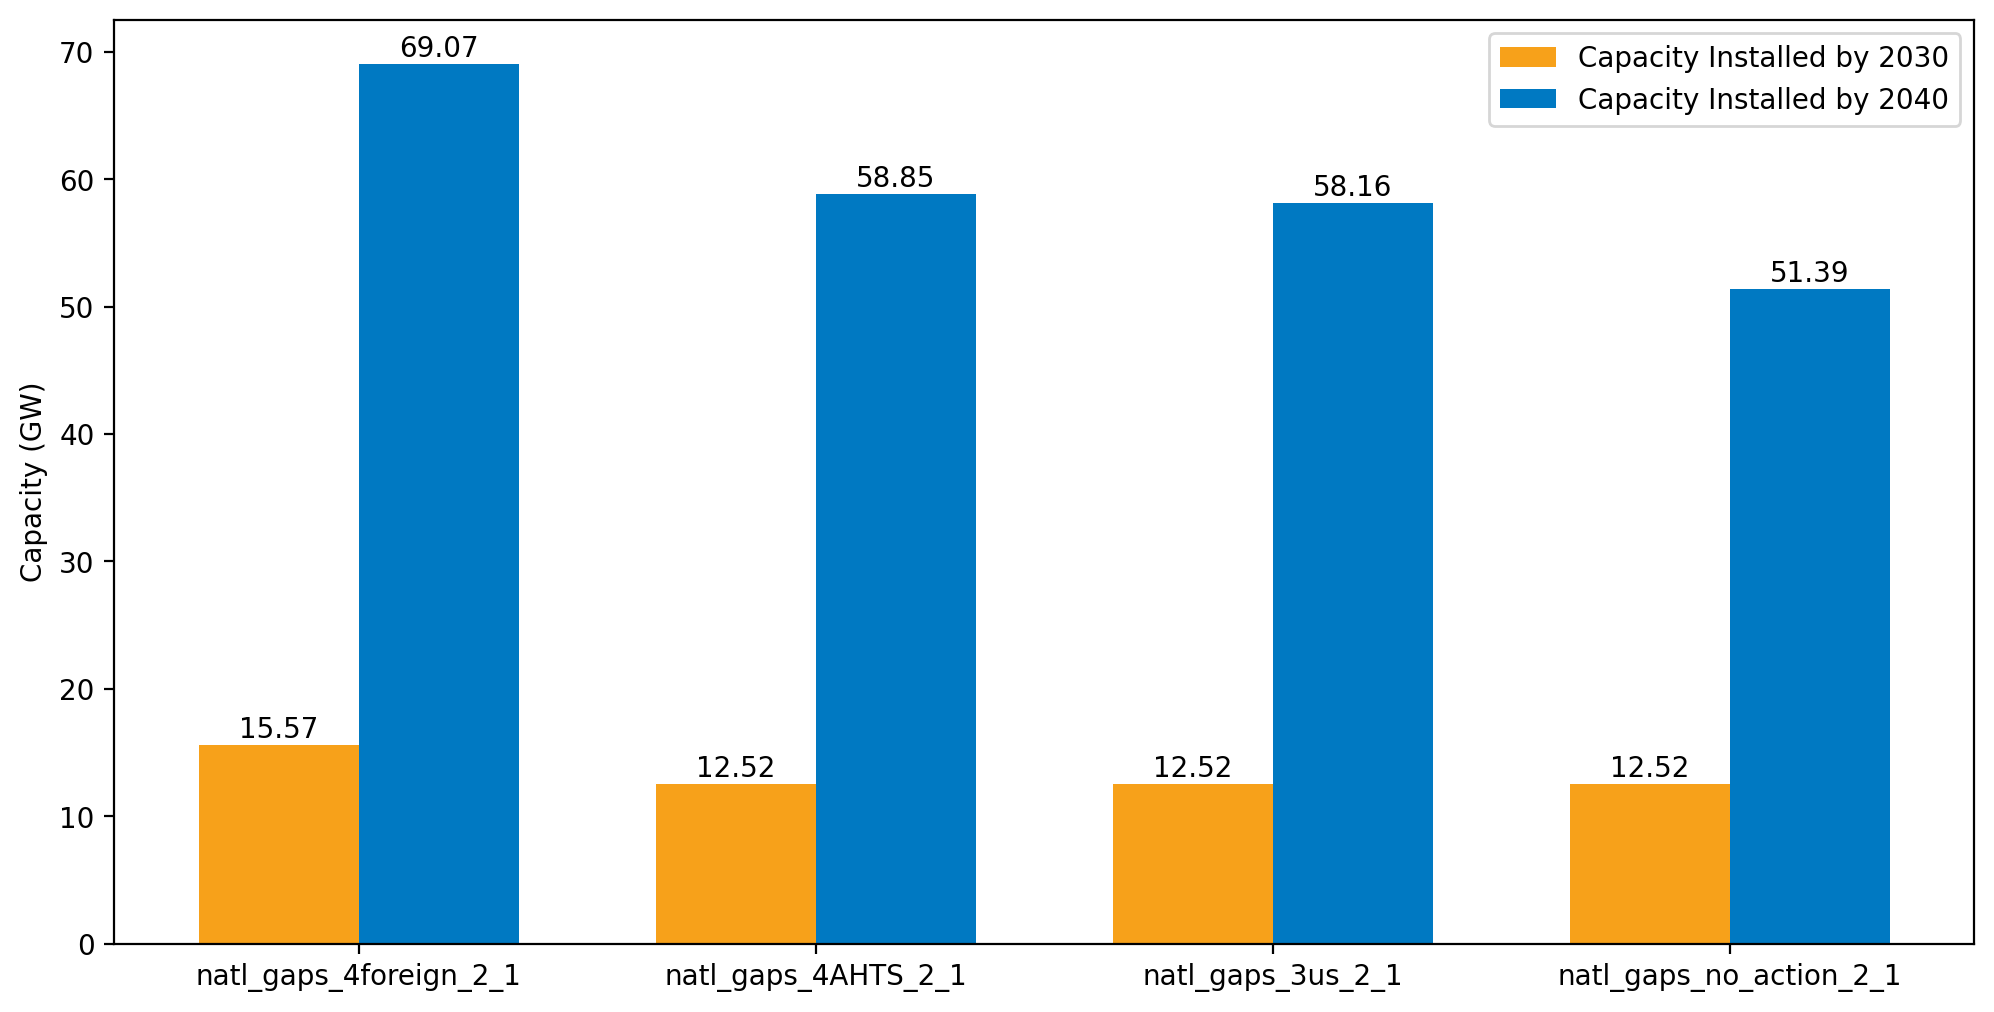 Capacity Installed by 2030
Capacity Installed by 2040
Capacity (GW)
70
60
50
40
30
20
10
0
69.07
58.85
58.16
51.39
15.57
12.52
12.52
12.52
natl_gaps_4foreign_2_1
natl_gaps_4AHTS_2_1
natl_gaps_3us_2_1
natl_gaps_no_action_2_1